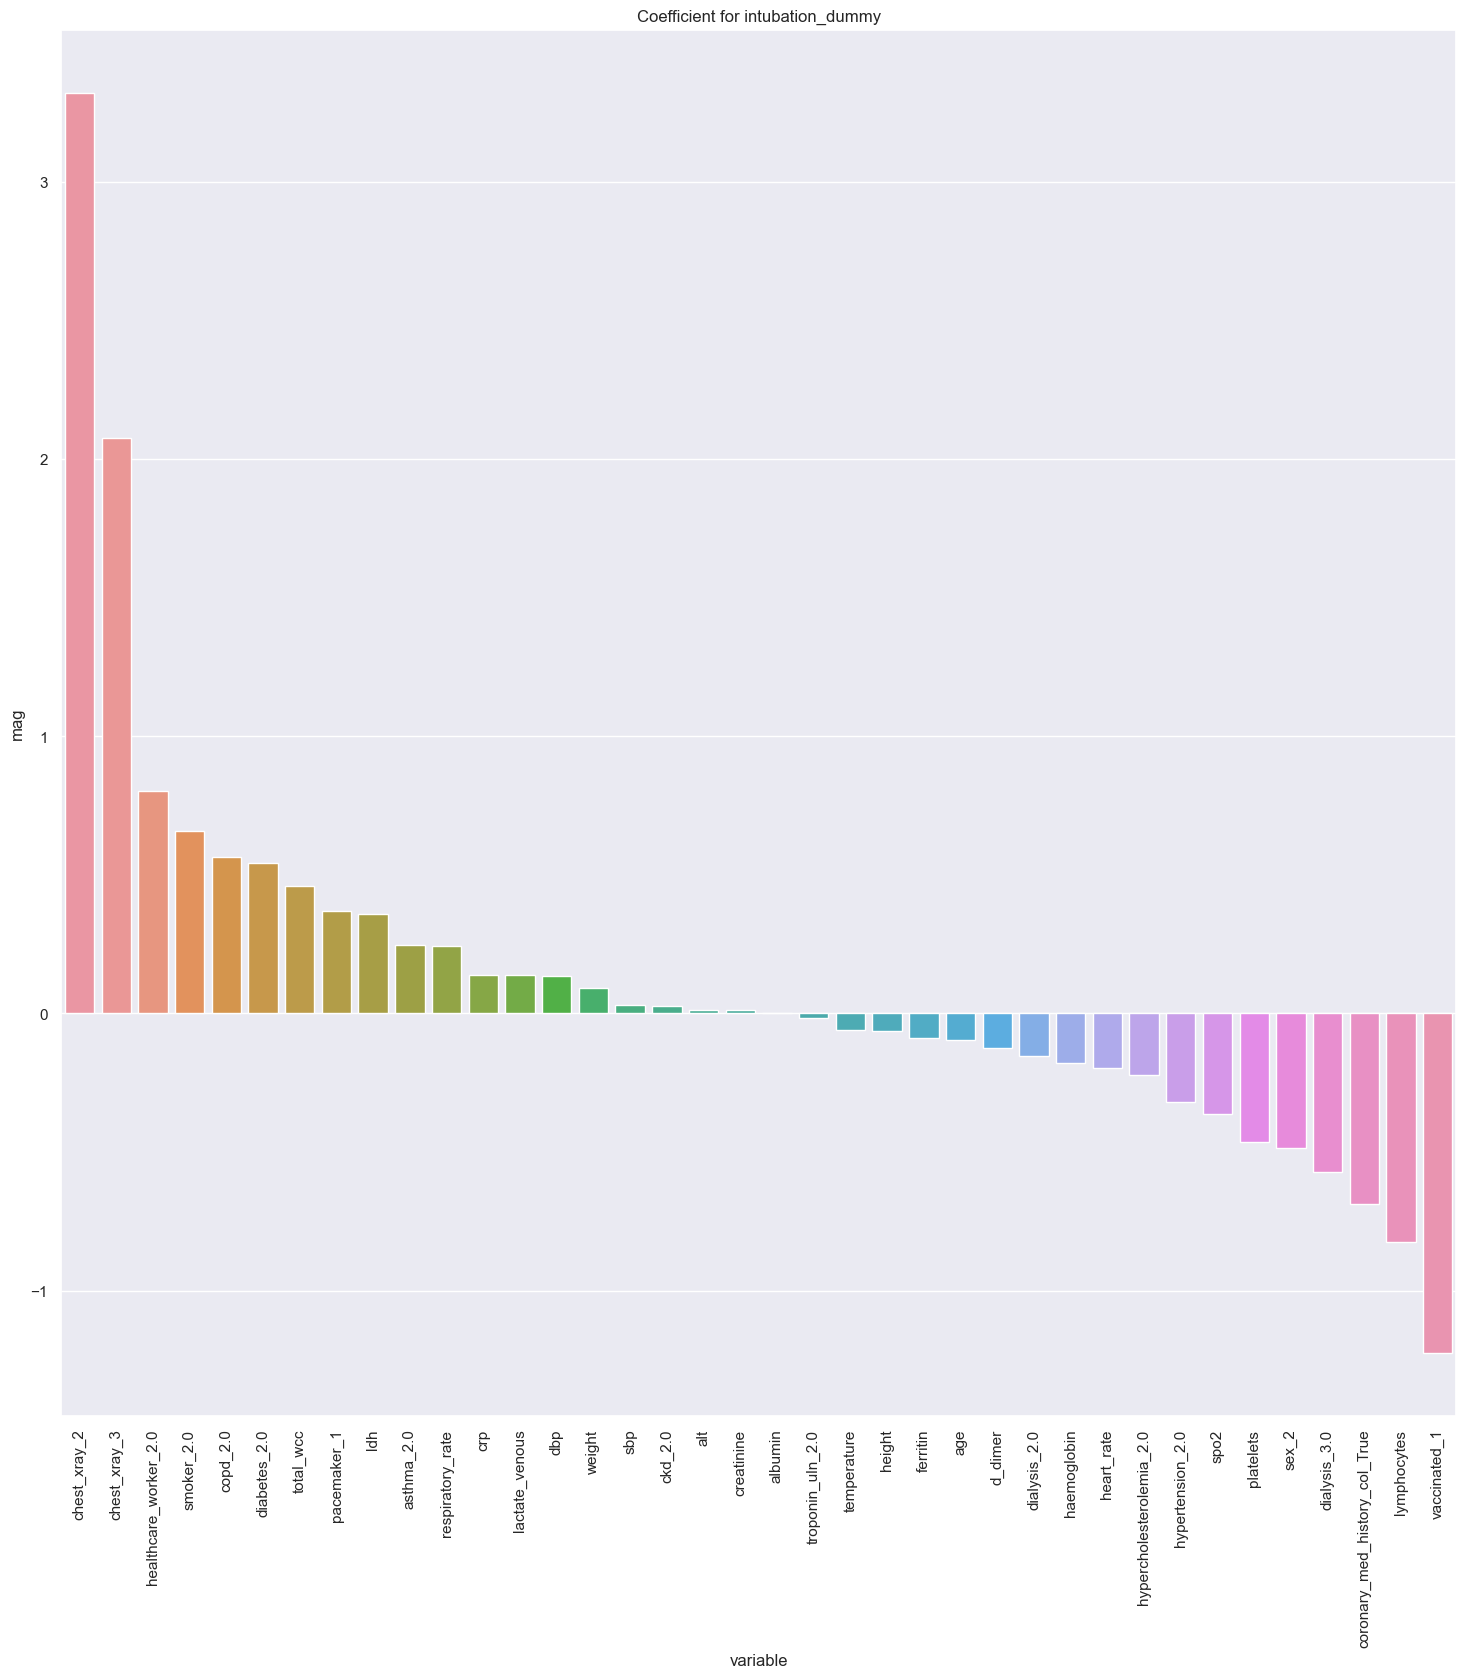 Coefficient for intubation_dummy
3
2
1
0
−1
mag
chest_xray_2
chest_xray_3
healthcare_worker_2.0
smoker_2.0
copd_2.0
diabetes_2.0
total_wcc
pacemaker_1
ldh
asthma_2.0
respiratory_rate
crp
lactate_venous
dbp
weight
sbp
ckd_2.0
alt
creatinine
albumin
troponin_uln_2.0
temperature
height
ferritin
age
d_dimer
dialysis_2.0
haemoglobin
heart_rate
hypercholesterolemia_2.0
hypertension_2.0
spo2
platelets
sex_2
dialysis_3.0
coronary_med_history_col_True
lymphocytes
vaccinated_1
variable